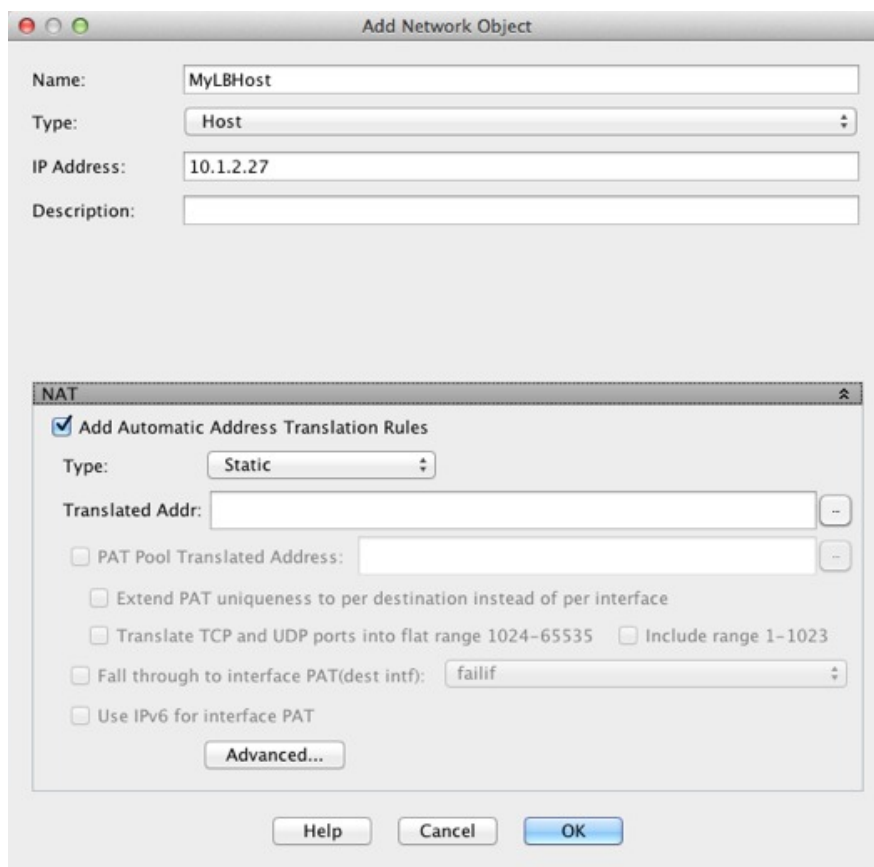 Add Network Object
Name: MyLBHost
Type: Host
IP Address: 10.1.2.27
Description:
NAT
Add Automatic Address Translation Rules
Type: Static
Translated Addr: ...
PAT Pool Translated Address: ...
Extend PAT uniqueness to per destination instead of per interface
Translate TCP and UDP ports into flat range 1024-65535 Include range 1-1023
Fall through to interface PAT(dest intf): failif
Use IPv6 for interface PAT
Advanced...
Help Cancel OK